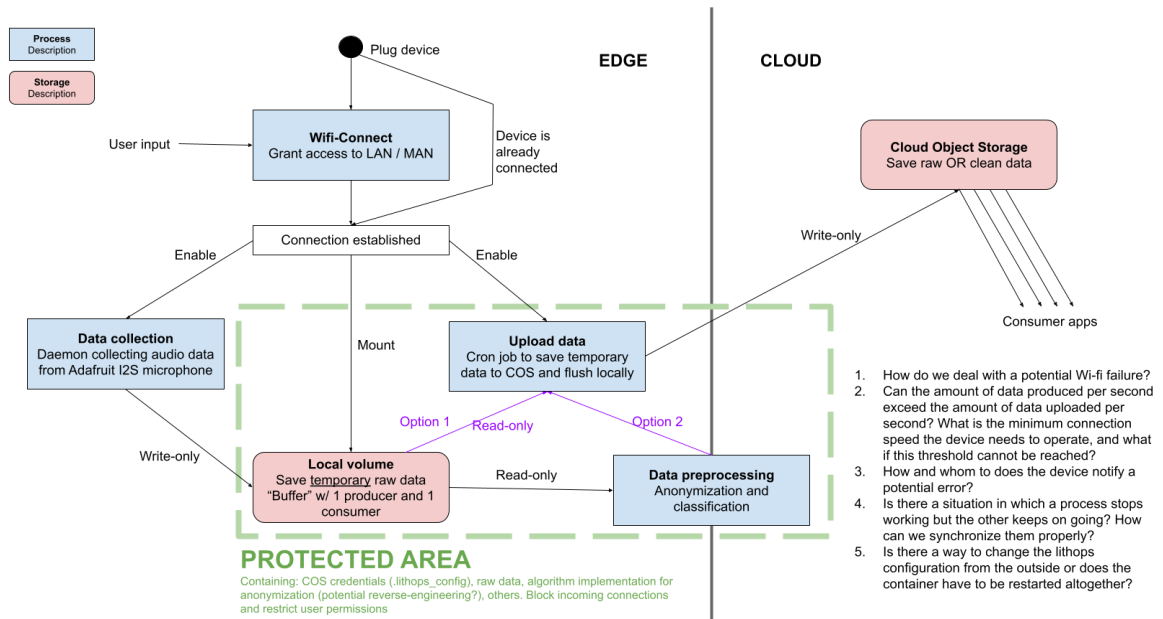 Process
Description
Storage
Description
Plug device
EDGE
CLOUD
User input
Wifi-Connect
Grant access to LAN / MAN
Device is
already
connected
Cloud Object Storage
Save raw OR clean data
Connection established
Enable
Enable
Write-only
Data collection
Daemon collecting audio data
from Adafruit I2S microphone
Mount
Upload data
Cron job to save temporary
data to COS and flush locally
Consumer apps
Option 1
Read-only
Option 2
Write-only
Local volume
Save temporary raw data
“Buffer” w/ 1 producer and 1
consumer
Read-only
Data preprocessing
Anonymization and
classification
PROTECTED AREA
Containing: COS credentials (.lithops_config), raw data, algorithm implementation for
anonymization (potential reverse-engineering?), others. Block incoming connections
and restrict user permissions
1. How do we deal with a potential Wi-fi failure?
2. Can the amount of data produced per second
exceed the amount of data uploaded per
second? What is the minimum connection
speed the device needs to operate, and what
if this threshold cannot be reached?
3. How and whom to does the device notify a
potential error?
4. Is there a situation in which a process stops
working but the other keeps on going? How
can we synchronize them properly?
5. Is there a way to change the lithops
configuration from the outside or does the
container have to be restarted altogether?